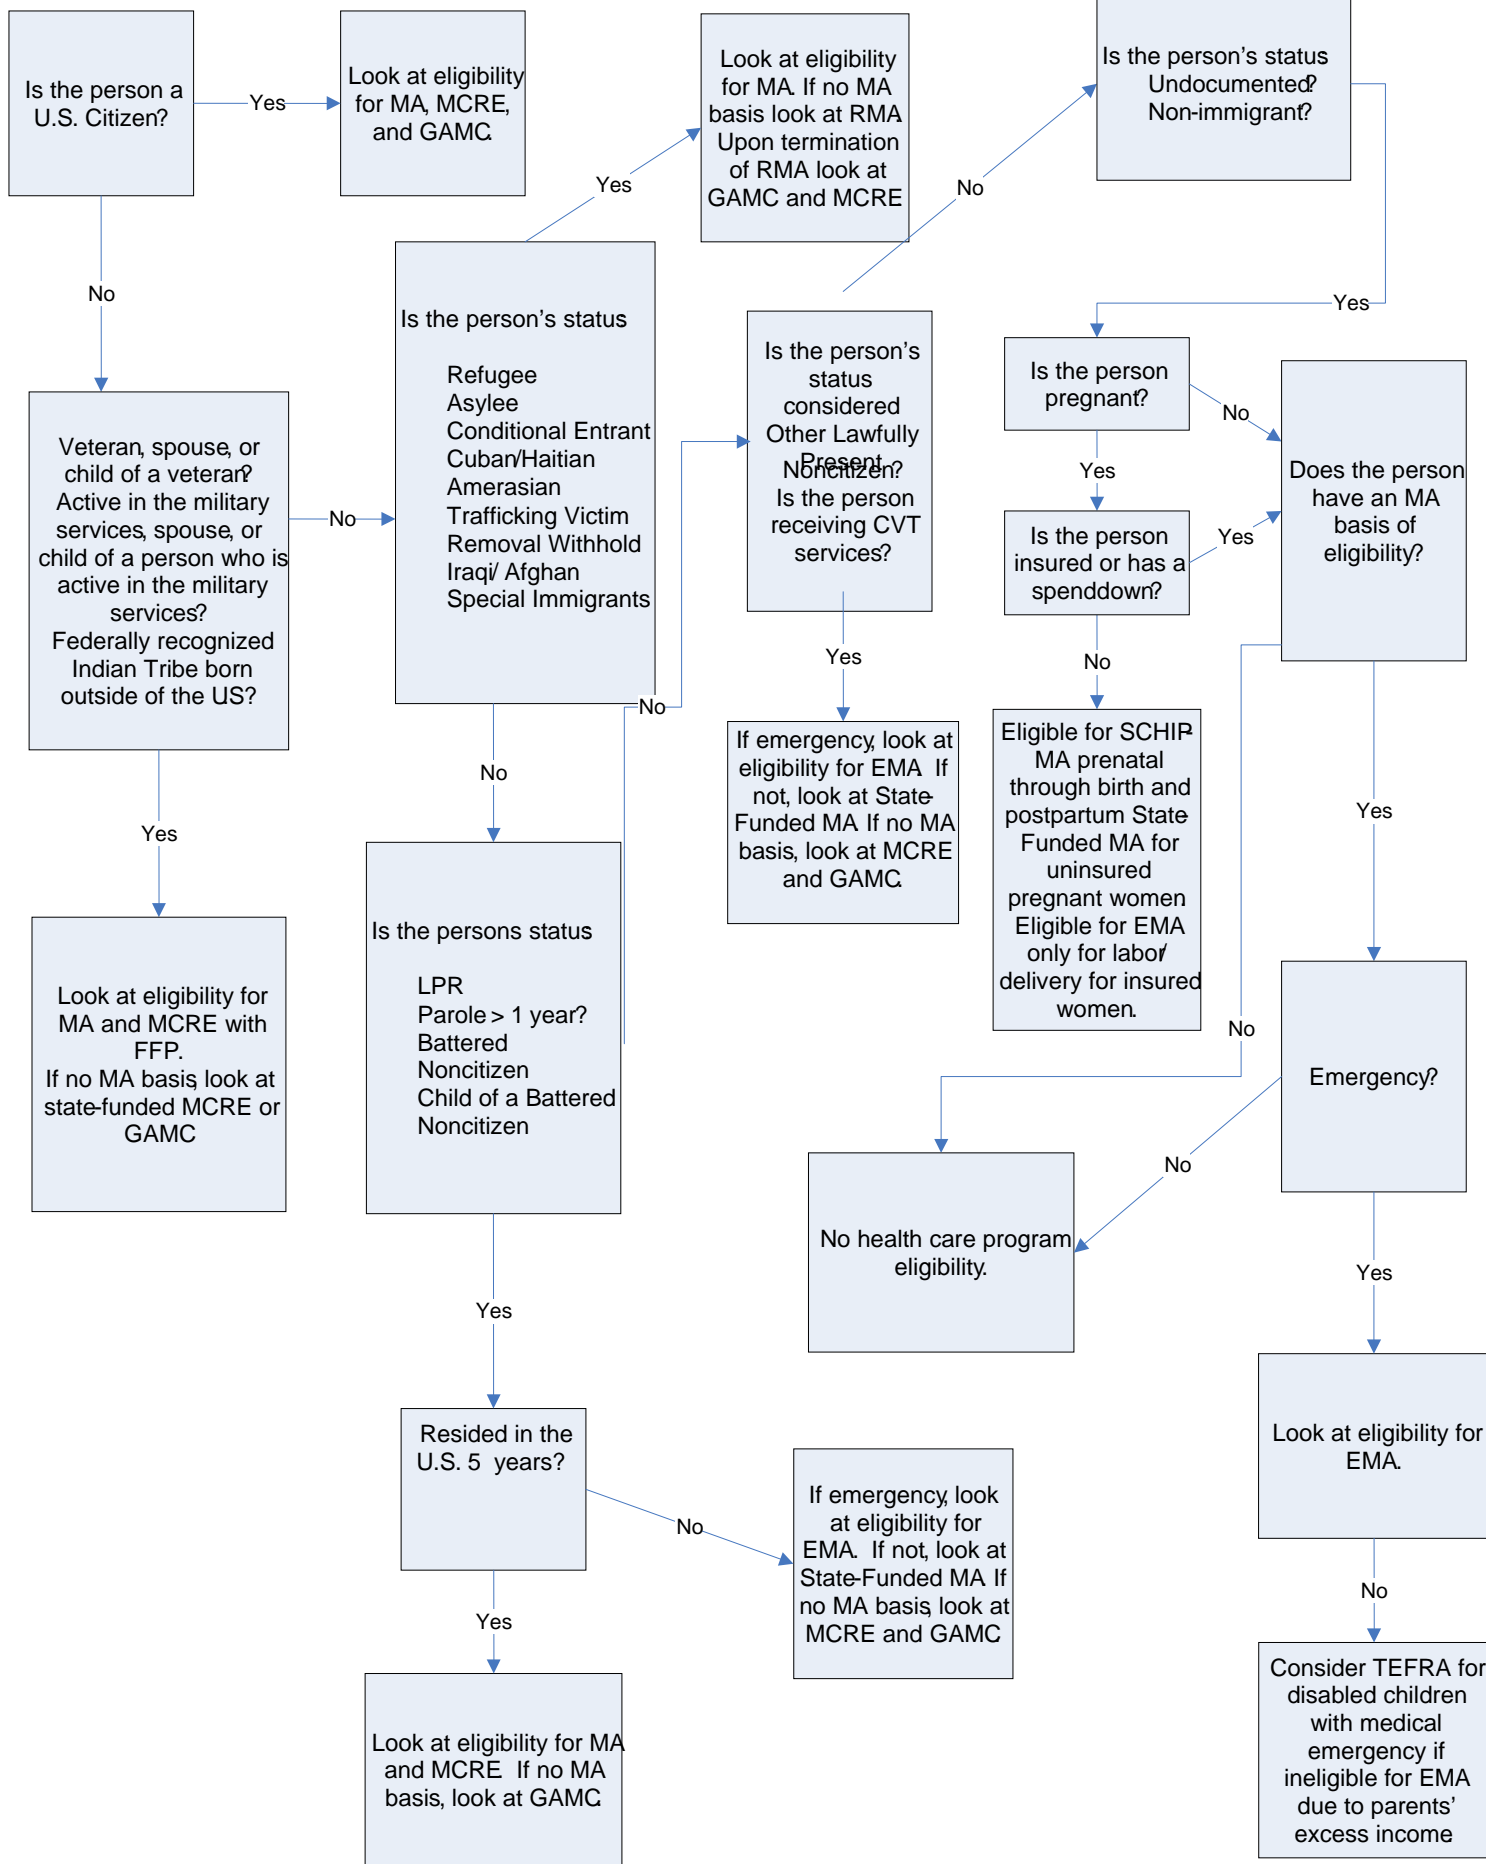 Is the person a
U.S. Citizen?
Yes
Look at eligibility
for MA, MCRE,
and GAMC.
No
Veteran, spouse, or
child of a veteran?
Active in the military
services, spouse, or
child of a person who is
active in the military
services?
Federally recognized
Indian Tribe born
outside of the US?
No
Yes
Look at eligibility for
MA and MCRE with
FFP.
If no MA basis, look at
state-funded MCRE or
GAMC
Is the person's status
Refugee
Asylee
Conditional Entrant
Cuban/Haitian
Amerasian
Trafficking Victim
Removal Withhold
Iraqi/ Afghan
Special Immigrants
Yes
Look at eligibility
for MA. If no MA
basis look at RMA.
Upon termination
of RMA look at
GAMC and MCRE
No
Is the persons status
LPR
Parole > 1 year?
Battered
Noncitizen
Child of a Battered
Noncitizen
No
Yes
Resided in the
U.S. 5 years?
No
If emergency, look
at eligibility for
EMA. If not, look at
State-Funded MA. If
no MA basis, look at
MCRE and GAMC
Yes
Look at eligibility for MA
and MCRE. If no MA
basis, look at GAMC.
Is the person's
status
considered
Other Lawfully
Present
Noncitizen?
Is the person
receiving CVT
services?
Yes
If emergency, look at
eligibility for EMA. If
not, look at State-
Funded MA. If no MA
basis, look at MCRE
and GAMC.
No
Is the person's status
Undocumented?
Non-immigrant?
Yes
Is the person
pregnant?
No
Yes
Is the person
insured or has a
spenddown?
Yes
No
Eligible for SCHIP-
MA prenatal
through birth and
postpartum State-
Funded MA for
uninsured
pregnant women.
Eligible for EMA
only for labor/
delivery for insured
women.
Does the person
have an MA
basis of
eligibility?
No
Yes
Emergency?
No
No health care program
eligibility.
Yes
Look at eligibility for
EMA.
No
Consider TEFRA for
disabled children
with medical
emergency if
ineligible for EMA
due to parents'
excess income.